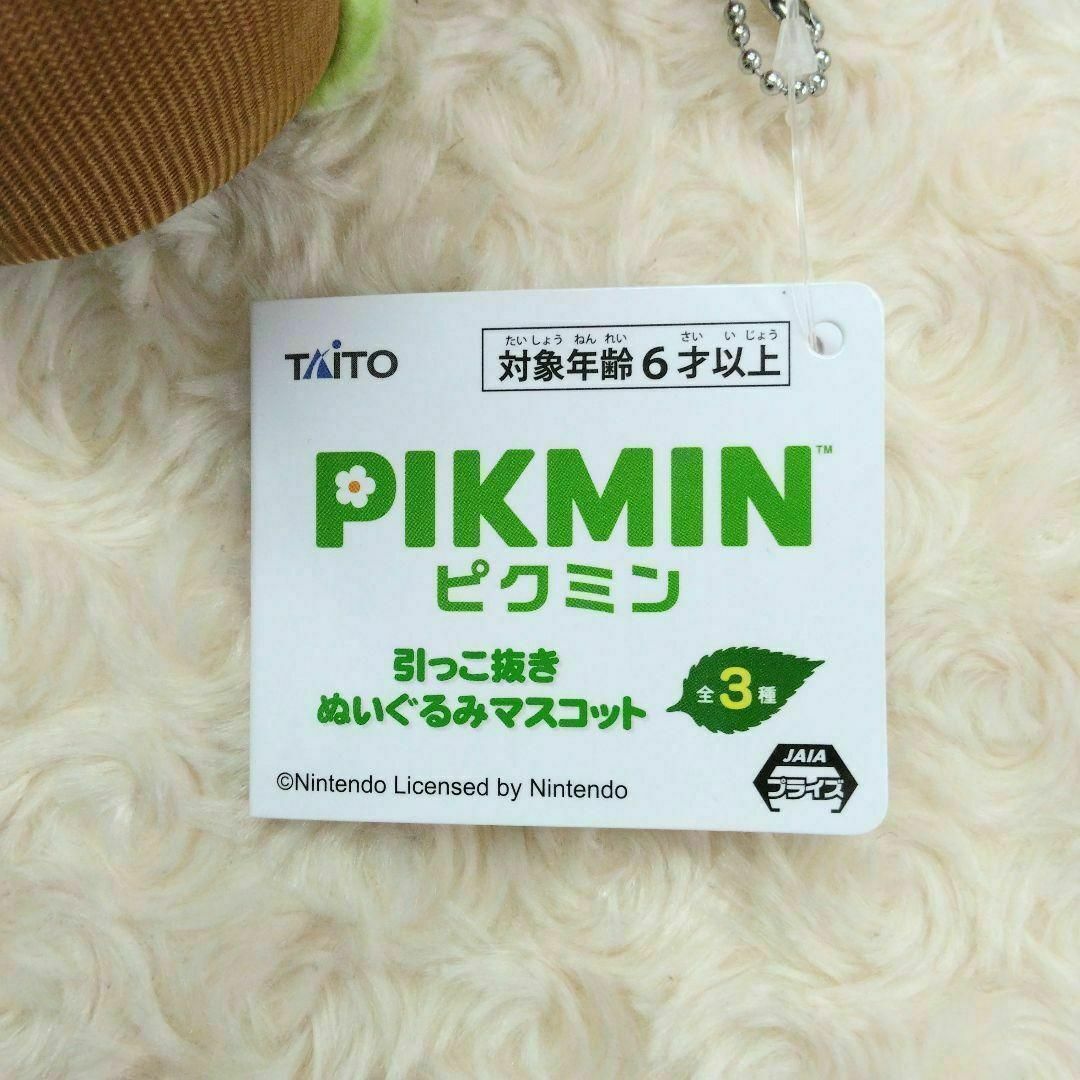 TAITO
たいしょう ねんれい さい いじょう
対象年齢6才以上
PIKMIN™
ピクミン
引っこ抜き
ぬいぐるみマスコット
全3種
©Nintendo Licensed by Nintendo
JAIA
プライズ